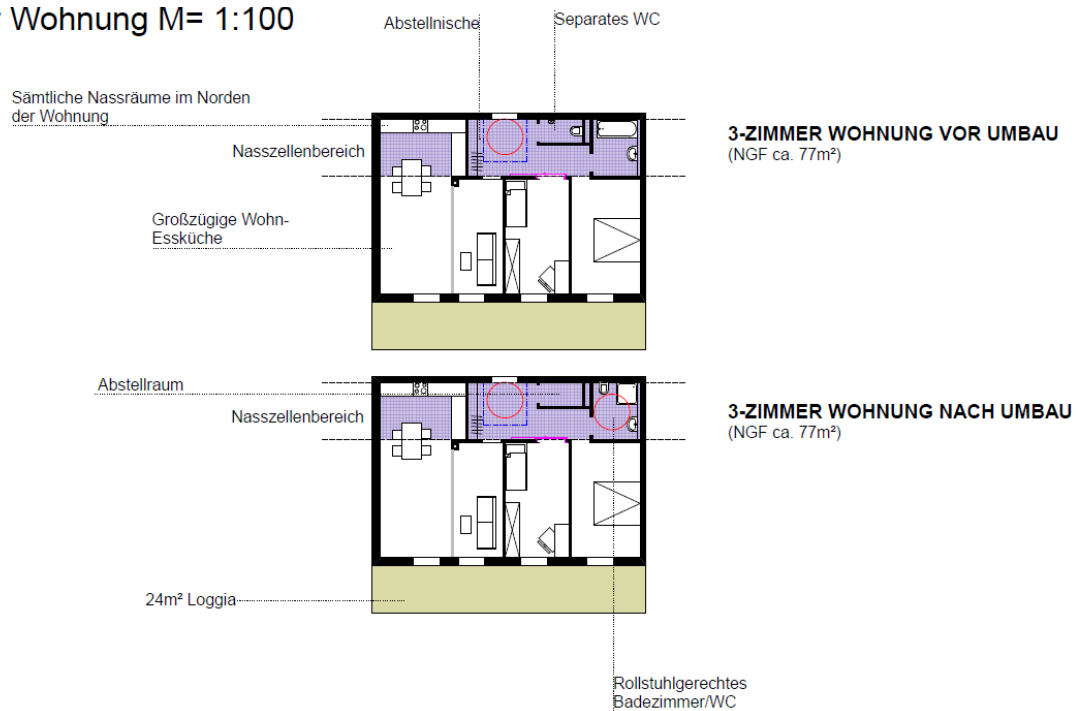 Wohnung M= 1:100
Abstellnische
Separates WC
Sämtliche Nassräume im Norden
der Wohnung
Nasszellenbereich
3-ZIMMER WOHNUNG VOR UMBAU
(NGF ca. 77m²)
Großzügige Wohn-
Essküche
Abstellraum
Nasszellenbereich
3-ZIMMER WOHNUNG NACH UMBAU
(NGF ca. 77m²)
24m² Loggia
Rollstuhlgerechtes
Badezimmer/WC